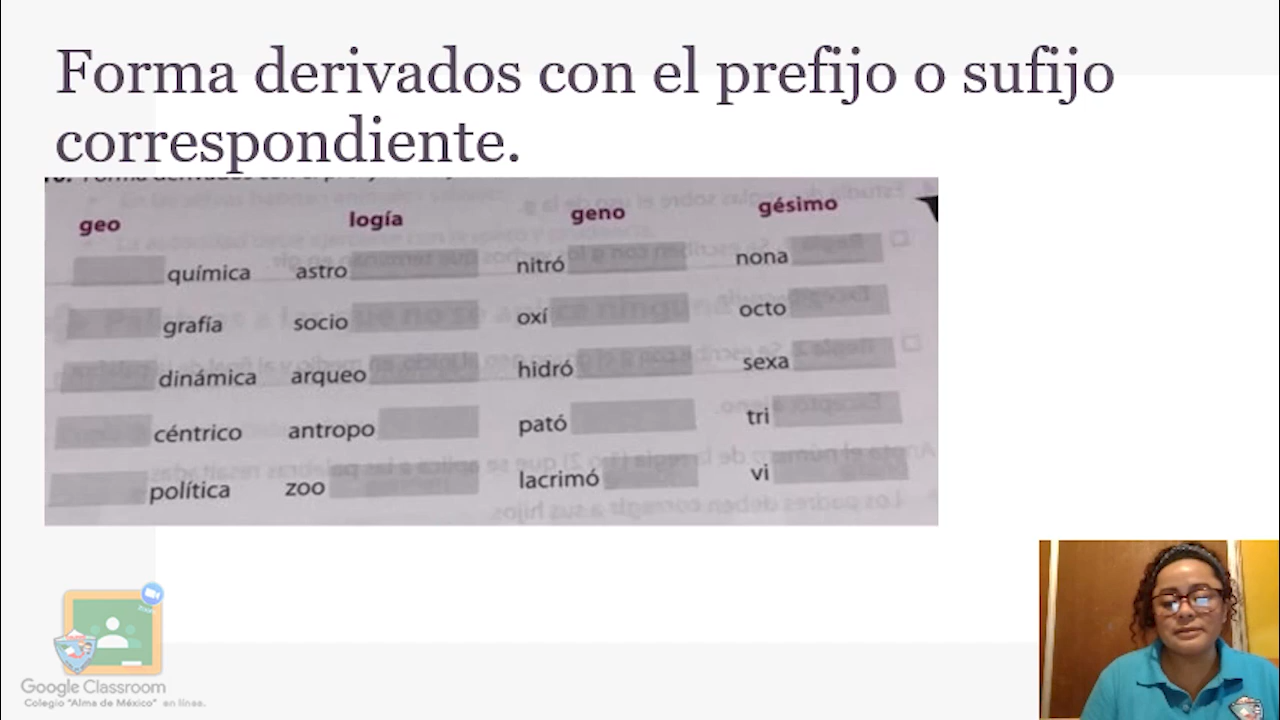 Forma derivados con el prefijo o sufijo
correspondiente.
geo logía geno gésimo
química astro nitró nona
grafía socio oxí octo
dinámica arqueo hidró sexa
céntrico antropo pató tri
política zoo lacrimó vi
Google Classroom
Colegio "Alma de México" en línea.